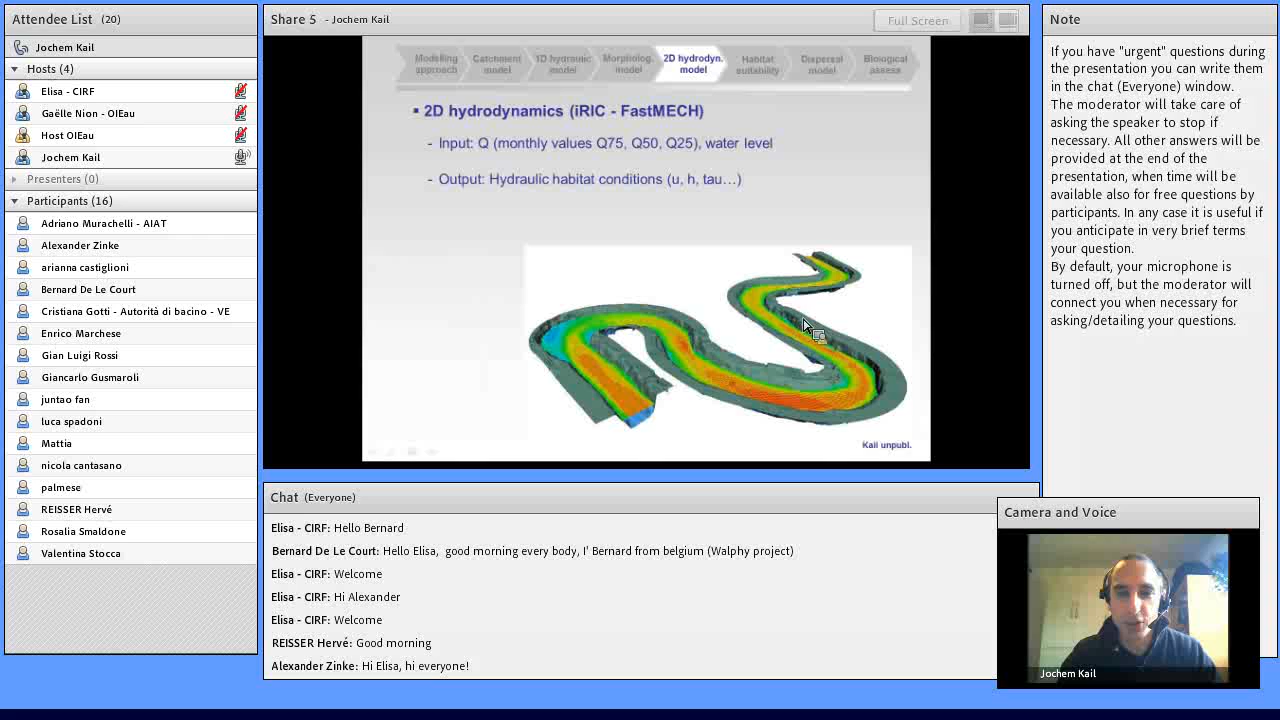 Attendee List (20)
Jochem Kail
Hosts (4)
Elisa - CIRF
Gaëlle Nion - OIEau
Host OIEau
Jochem Kail
Presenters (0)
Participants (16)
Adriano Murachelli - AIAT
Alexander Zinke
arianna castiglioni
Bernard De Le Court
Cristiana Gotti - Autorità di bacino - VE
Enrico Marchese
Gian Luigi Rossi
Giancarlo Gusmaroli
juntao fan
luca spadoni
Mattia
nicola cantasano
palmese
REISSER Hervé
Rosalia Smaldone
Valentina Stocca
Share 5 - Jochem Kail
Full Screen
Modelling approach
Catchment model
1D hydraulic model
Morpholog. model
2D hydrodyn. model
Habitat suitability
Dispersal model
Biological assess
▪ 2D hydrodynamics (iRIC - FastMECH)
- Input: Q (monthly values Q75, Q50, Q25), water level
- Output: Hydraulic habitat conditions (u, h, tau…)
Kail unpubl.
Chat (Everyone)
Elisa - CIRF: Hello Bernard
Bernard De Le Court: Hello Elisa, good morning every body, I' Bernard from belgium (Walphy project)
Elisa - CIRF: Welcome
Elisa - CIRF: Hi Alexander
Elisa - CIRF: Welcome
REISSER Hervé: Good morning
Alexander Zinke: Hi Elisa, hi everyone!
Note
If you have "urgent" questions during
the presentation you can write them
in the chat (Everyone) window.
The moderator will take care of
asking the speaker to stop if
necessary. All other answers will be
provided at the end of the
presentation, when time will be
available also for free questions by
participants. In any case it is useful if
you anticipate in very brief terms
your question.
By default, your microphone is
turned off, but the moderator will
connect you when necessary for
asking/detailing your questions.
Camera and Voice
Jochem Kail